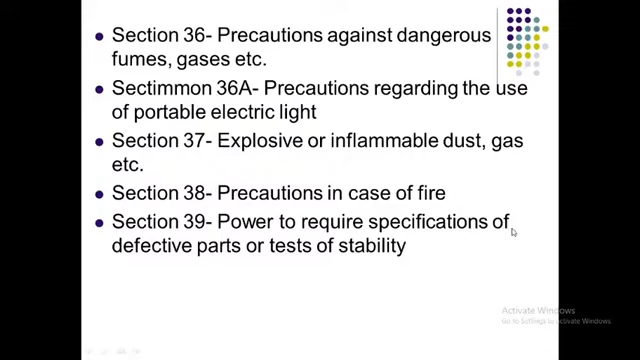 Section 36- Precautions against dangerous
fumes, gases etc.
Sectimmon 36A- Precautions regarding the use
of portable electric light
Section 37- Explosive or inflammable dust, gas
etc.
Section 38- Precautions in case of fire
Section 39- Power to require specifications of
defective parts or tests of stability
Activate Windows
Go to Settings to activate Windows.